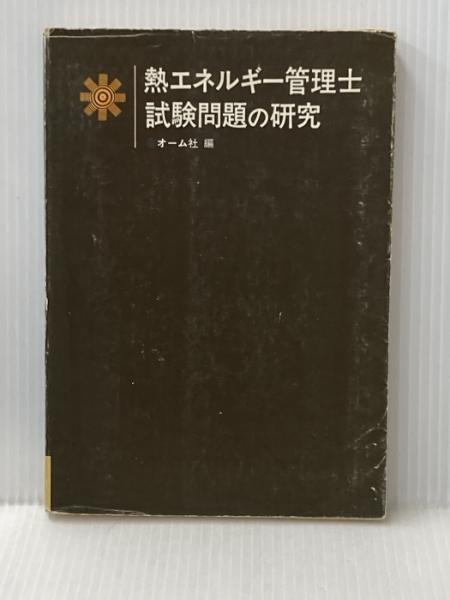 熱エネルギー管理士
試験問題の研究
オーム社 編